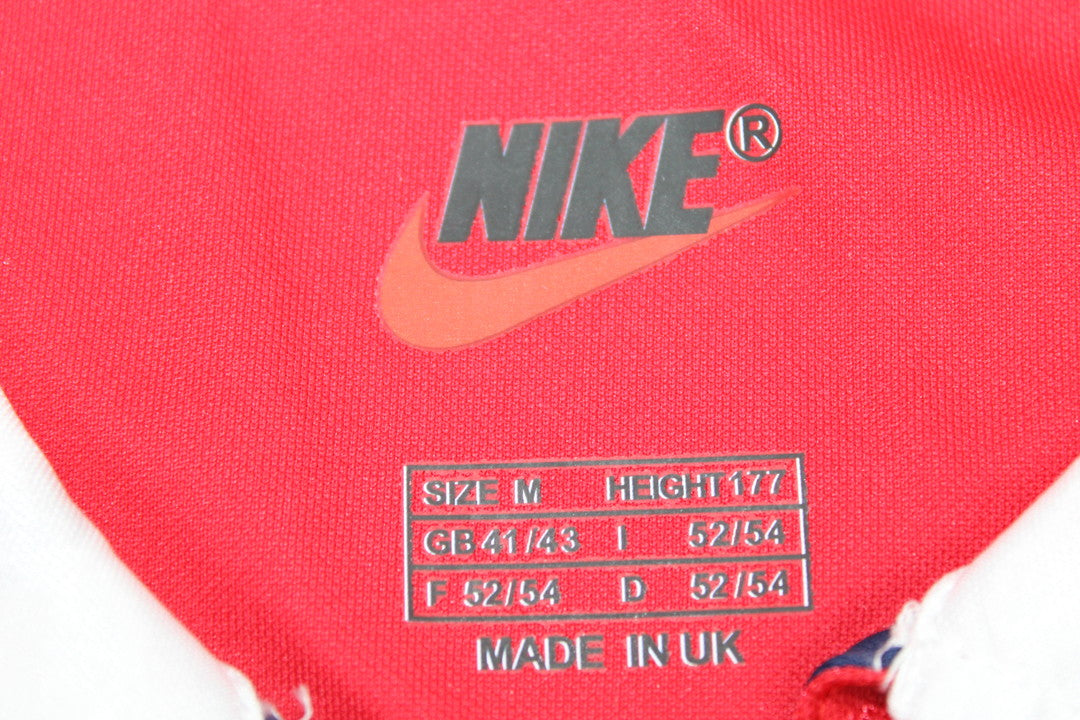 NIKE®
SIZE M HEIGHT 177
GB 41/43 I 52/54
F 52/54 D 52/54
MADE IN UK